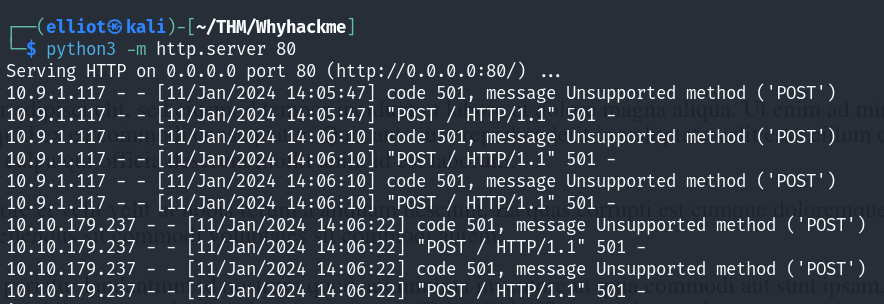 ┌──(elliot㉿kali)-[~/THM/Whyhackme]
└─$ python3 -m http.server 80
Serving HTTP on 0.0.0.0 port 80 (http://0.0.0.0:80/) ...
10.9.1.117 - - [11/Jan/2024 14:05:47] code 501, message Unsupported method ('POST')
10.9.1.117 - - [11/Jan/2024 14:05:47] "POST / HTTP/1.1" 501 -
10.9.1.117 - - [11/Jan/2024 14:06:10] code 501, message Unsupported method ('POST')
10.9.1.117 - - [11/Jan/2024 14:06:10] "POST / HTTP/1.1" 501 -
10.9.1.117 - - [11/Jan/2024 14:06:10] code 501, message Unsupported method ('POST')
10.9.1.117 - - [11/Jan/2024 14:06:10] "POST / HTTP/1.1" 501 -
10.10.179.237 - - [11/Jan/2024 14:06:22] code 501, message Unsupported method ('POST')
10.10.179.237 - - [11/Jan/2024 14:06:22] "POST / HTTP/1.1" 501 -
10.10.179.237 - - [11/Jan/2024 14:06:22] code 501, message Unsupported method ('POST')
10.10.179.237 - - [11/Jan/2024 14:06:22] "POST / HTTP/1.1" 501 -